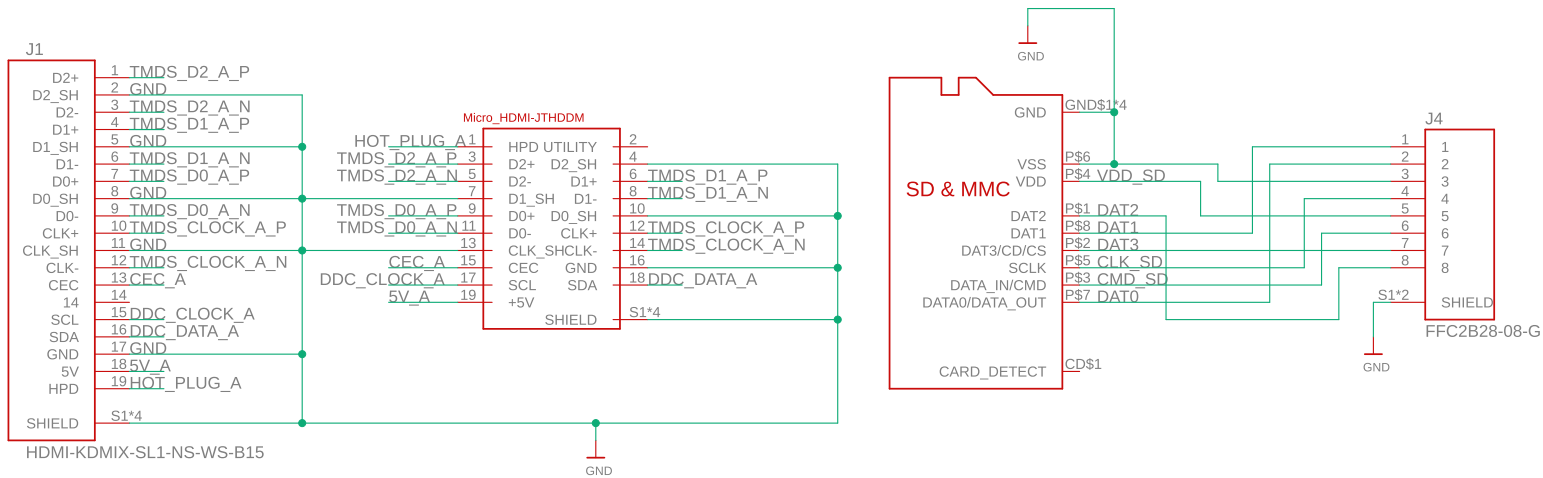 J1
D2+ 1 TMDS_D2_A_P
D2_SH 2 GND
D2- 3 TMDS_D2_A_N
D1+ 4 TMDS_D1_A_P
D1_SH 5 GND
D1- 6 TMDS_D1_A_N
D0+ 7 TMDS_D0_A_P
D0_SH 8 GND
D0- 9 TMDS_D0_A_N
CLK+ 10 TMDS_CLOCK_A_P
CLK_SH 11 GND
CLK- 12 TMDS_CLOCK_A_N
CEC 13 CEC_A
14 14
SCL 15 DDC_CLOCK_A
SDA 16 DDC_DATA_A
GND 17 GND
5V 18 5V_A
HPD 19 HOT_PLUG_A
SHIELD S1*4
HDMI-KDMIX-SL1-NS-WS-B15
Micro_HDMI-JTHDDM
HOT_PLUG_A 1 HPD UTILITY 2
TMDS_D2_A_P 3 D2+ D2_SH 4
TMDS_D2_A_N 5 D2- D1+ 6 TMDS_D1_A_P
7 D1_SH D1- 8 TMDS_D1_A_N
TMDS_D0_A_P 9 D0+ D0_SH 10
TMDS_D0_A_N 11 D0- CLK+ 12 TMDS_CLOCK_A_P
13 CLK_SH CLK- 14 TMDS_CLOCK_A_N
CEC_A 15 CEC GND 16
DDC_CLOCK_A 17 SCL SDA 18 DDC_DATA_A
5V_A 19 +5V
SHIELD S1*4
GND
GND
SD & MMC
GND GND$1*4
VSS P$6
VDD P$4 VDD_SD
DAT2 P$1 DAT2
DAT1 P$8 DAT1
DAT3/CD/CS P$2 DAT3
SCLK P$5 CLK_SD
DATA_IN/CMD P$3 CMD_SD
DATA0/DATA_OUT P$7 DAT0
CARD_DETECT CD$1
J4
1 1
2 2
3 3
4 4
5 5
6 6
7 7
8 8
S1*2 SHIELD
FFC2B28-08-G
GND